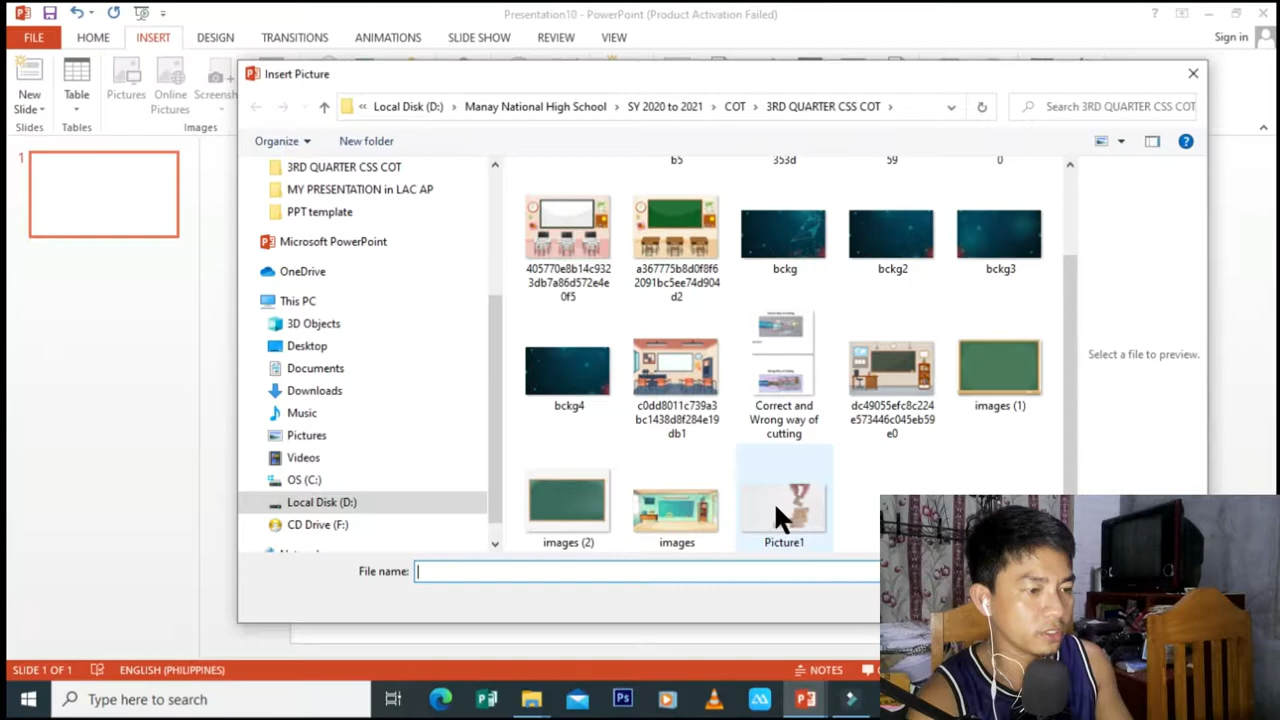 Presentation10 - PowerPoint (Product Activation Failed)
FILE HOME INSERT DESIGN TRANSITIONS ANIMATIONS SLIDE SHOW REVIEW VIEW Sign in
New Slide Table Pictures Online Pictures Screensh
Slides Tables Images
1
Insert Picture
Local Disk (D:) Manay National High School SY 2020 to 2021 COT 3RD QUARTER CSS COT
Search 3RD QUARTER CSS COT
Organize New folder
3RD QUARTER CSS COT
MY PRESENTATION in LAC AP
PPT template
Microsoft PowerPoint
OneDrive
This PC
3D Objects
Desktop
Documents
Downloads
Music
Pictures
Videos
OS (C:)
Local Disk (D:)
CD Drive (F:)
b5 353d 59 0
405770e8b14c932
3db7a86d572e4e
0f5
a367775b8d0f8f6
2091bc5ee74d904
d2
bckg
bckg2
bckg3
bckg4
c0dd8011c739a3
bc1438d8f284e19
db1
Correct and
Wrong way of
cutting
dc49055efc8c224
e573446c045eb59
e0
images (1)
images (2)
images
Picture1
Select a file to preview.
File name:
SLIDE 1 OF 1 ENGLISH (PHILIPPINES) NOTES
Type here to search
Ps